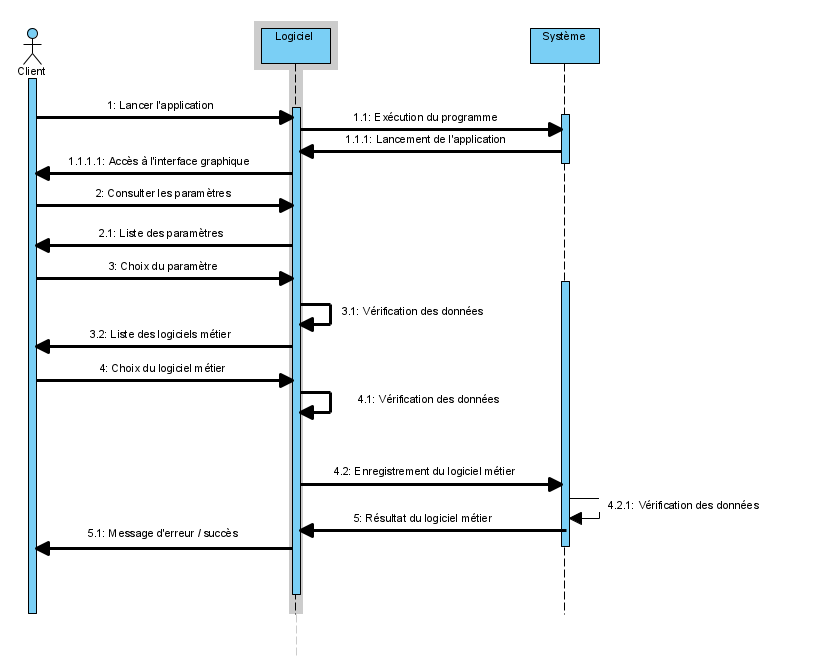 Logiciel
Système
Client
1: Lancer l'application
1.1: Exécution du programme
1.1.1: Lancement de l'application
1.1.1.1: Accès à l'interface graphique
2: Consulter les paramètres
2.1: Liste des paramètres
3: Choix du paramètre
3.1: Vérification des données
3.2: Liste des logiciels métier
4: Choix du logiciel métier
4.1: Vérification des données
4.2: Enregistrement du logiciel métier
4.2.1: Vérification des données
5: Résultat du logiciel métier
5.1: Message d'erreur / succès